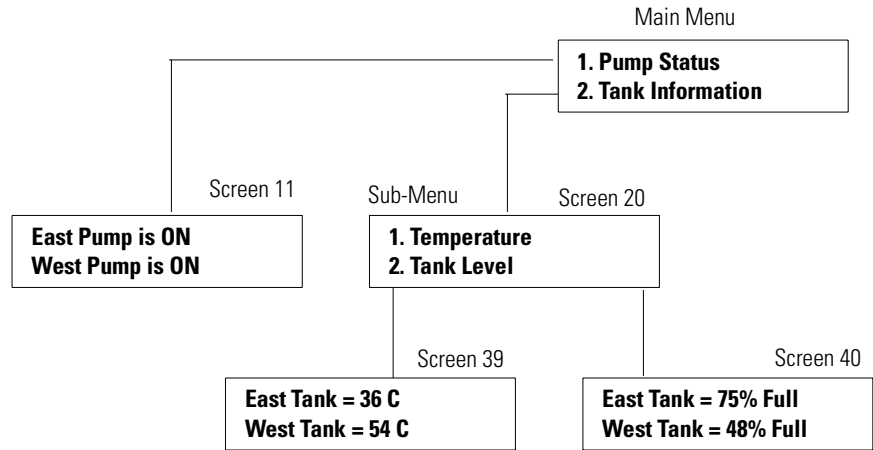 Main Menu
1. Pump Status
2. Tank Information
Screen 11
East Pump is ON
West Pump is ON
Sub-Menu
Screen 20
1. Temperature
2. Tank Level
Screen 39
East Tank = 36 C
West Tank = 54 C
Screen 40
East Tank = 75% Full
West Tank = 48% Full